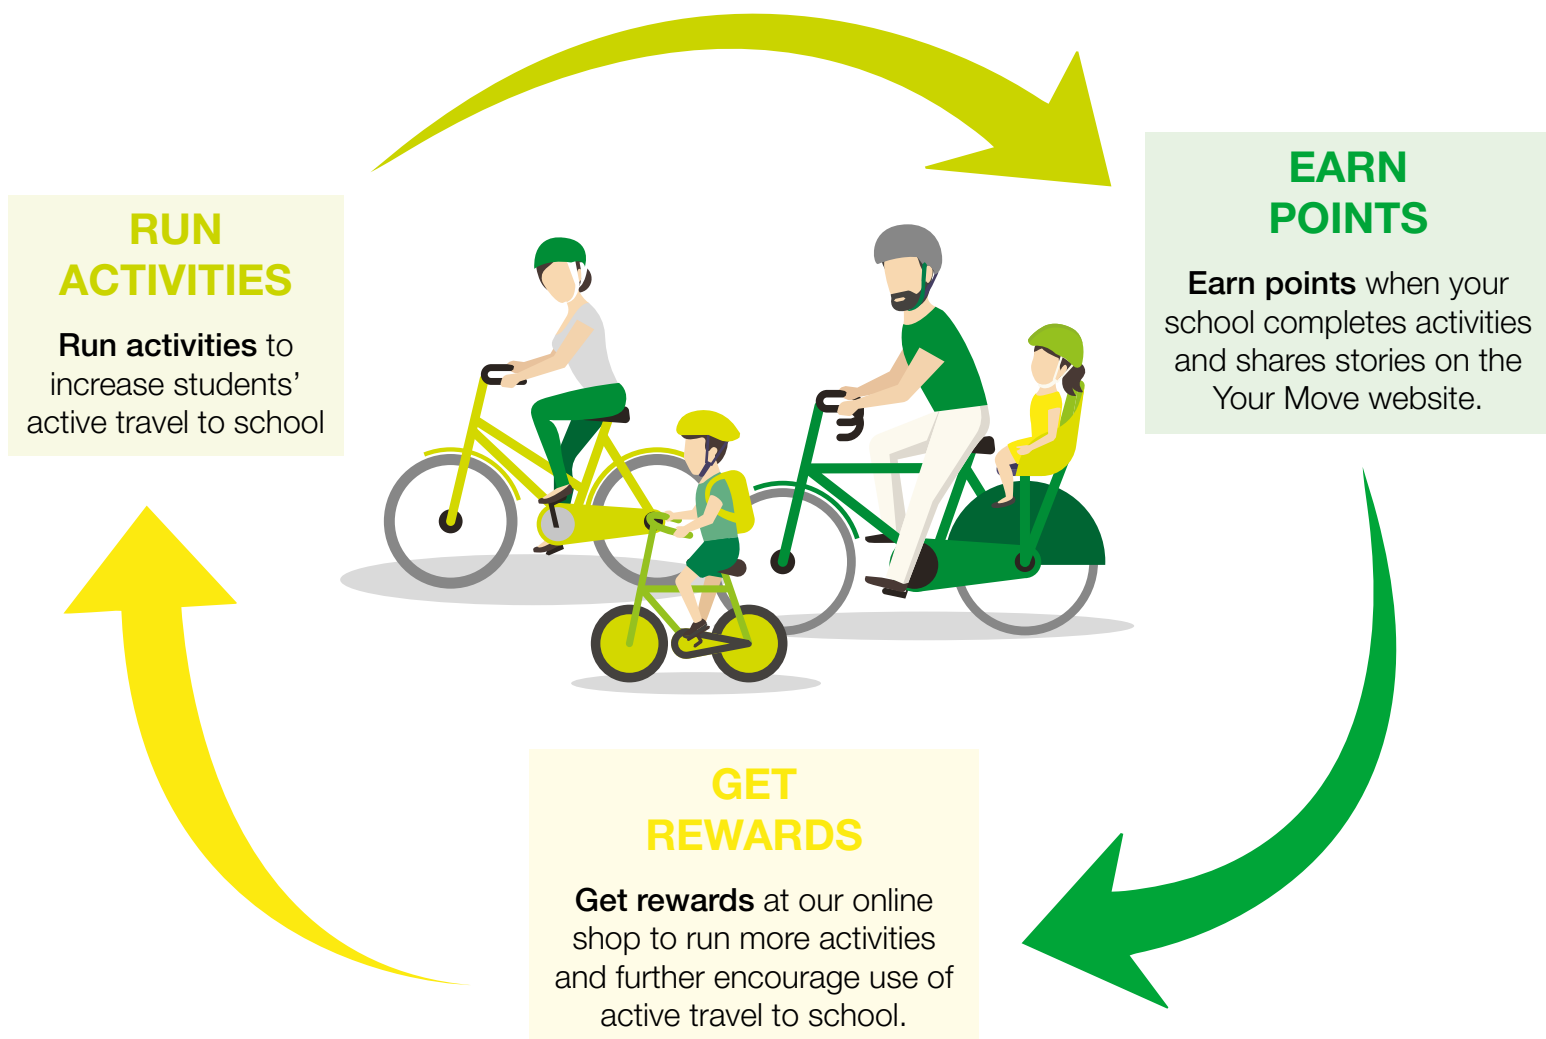 RUN
ACTIVITIES
Run activities to
increase students’
active travel to school
EARN
POINTS
Earn points when your
school completes activities
and shares stories on the
Your Move website.
GET
REWARDS
Get rewards at our online
shop to run more activities
and further encourage use of
active travel to school.